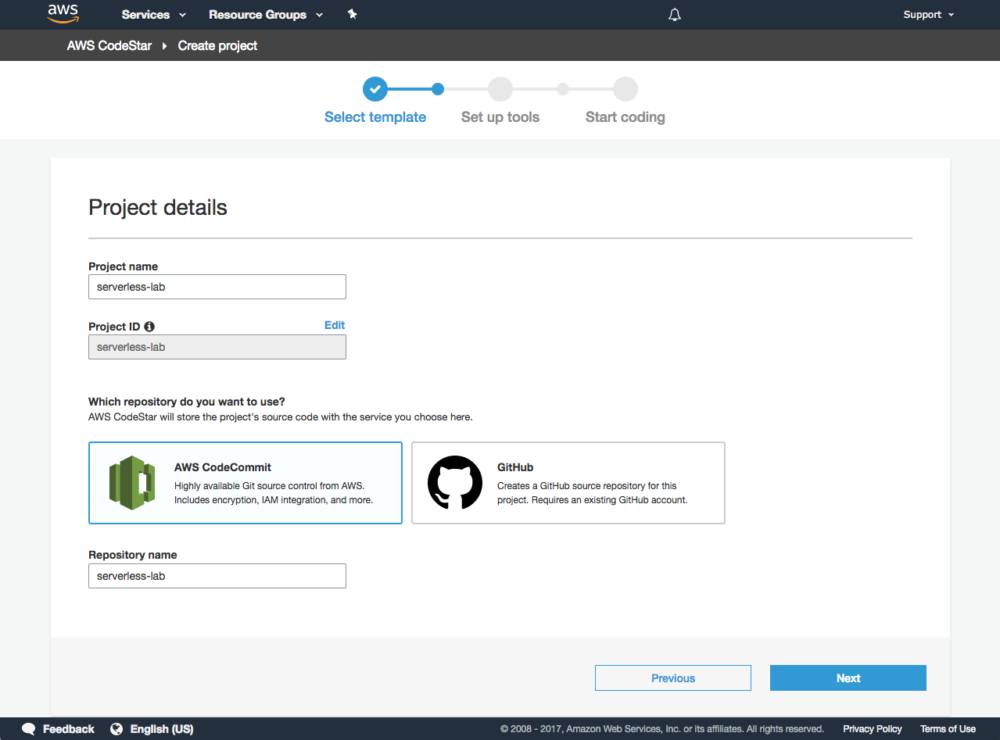 aws Services Resource Groups Support
AWS CodeStar Create project
Select template Set up tools Start coding
Project details
Project name
serverless-lab
Project ID Edit
serverless-lab
Which repository do you want to use?
AWS CodeStar will store the project's source code with the service you choose here.
AWS CodeCommit
Highly available Git source control from AWS.
Includes encryption, IAM integration, and more.
GitHub
Creates a GitHub source repository for this
project. Requires an existing GitHub account.
Repository name
serverless-lab
Previous Next
Feedback English (US) © 2008 - 2017, Amazon Web Services, Inc. or its affiliates. All rights reserved. Privacy Policy Terms of Use